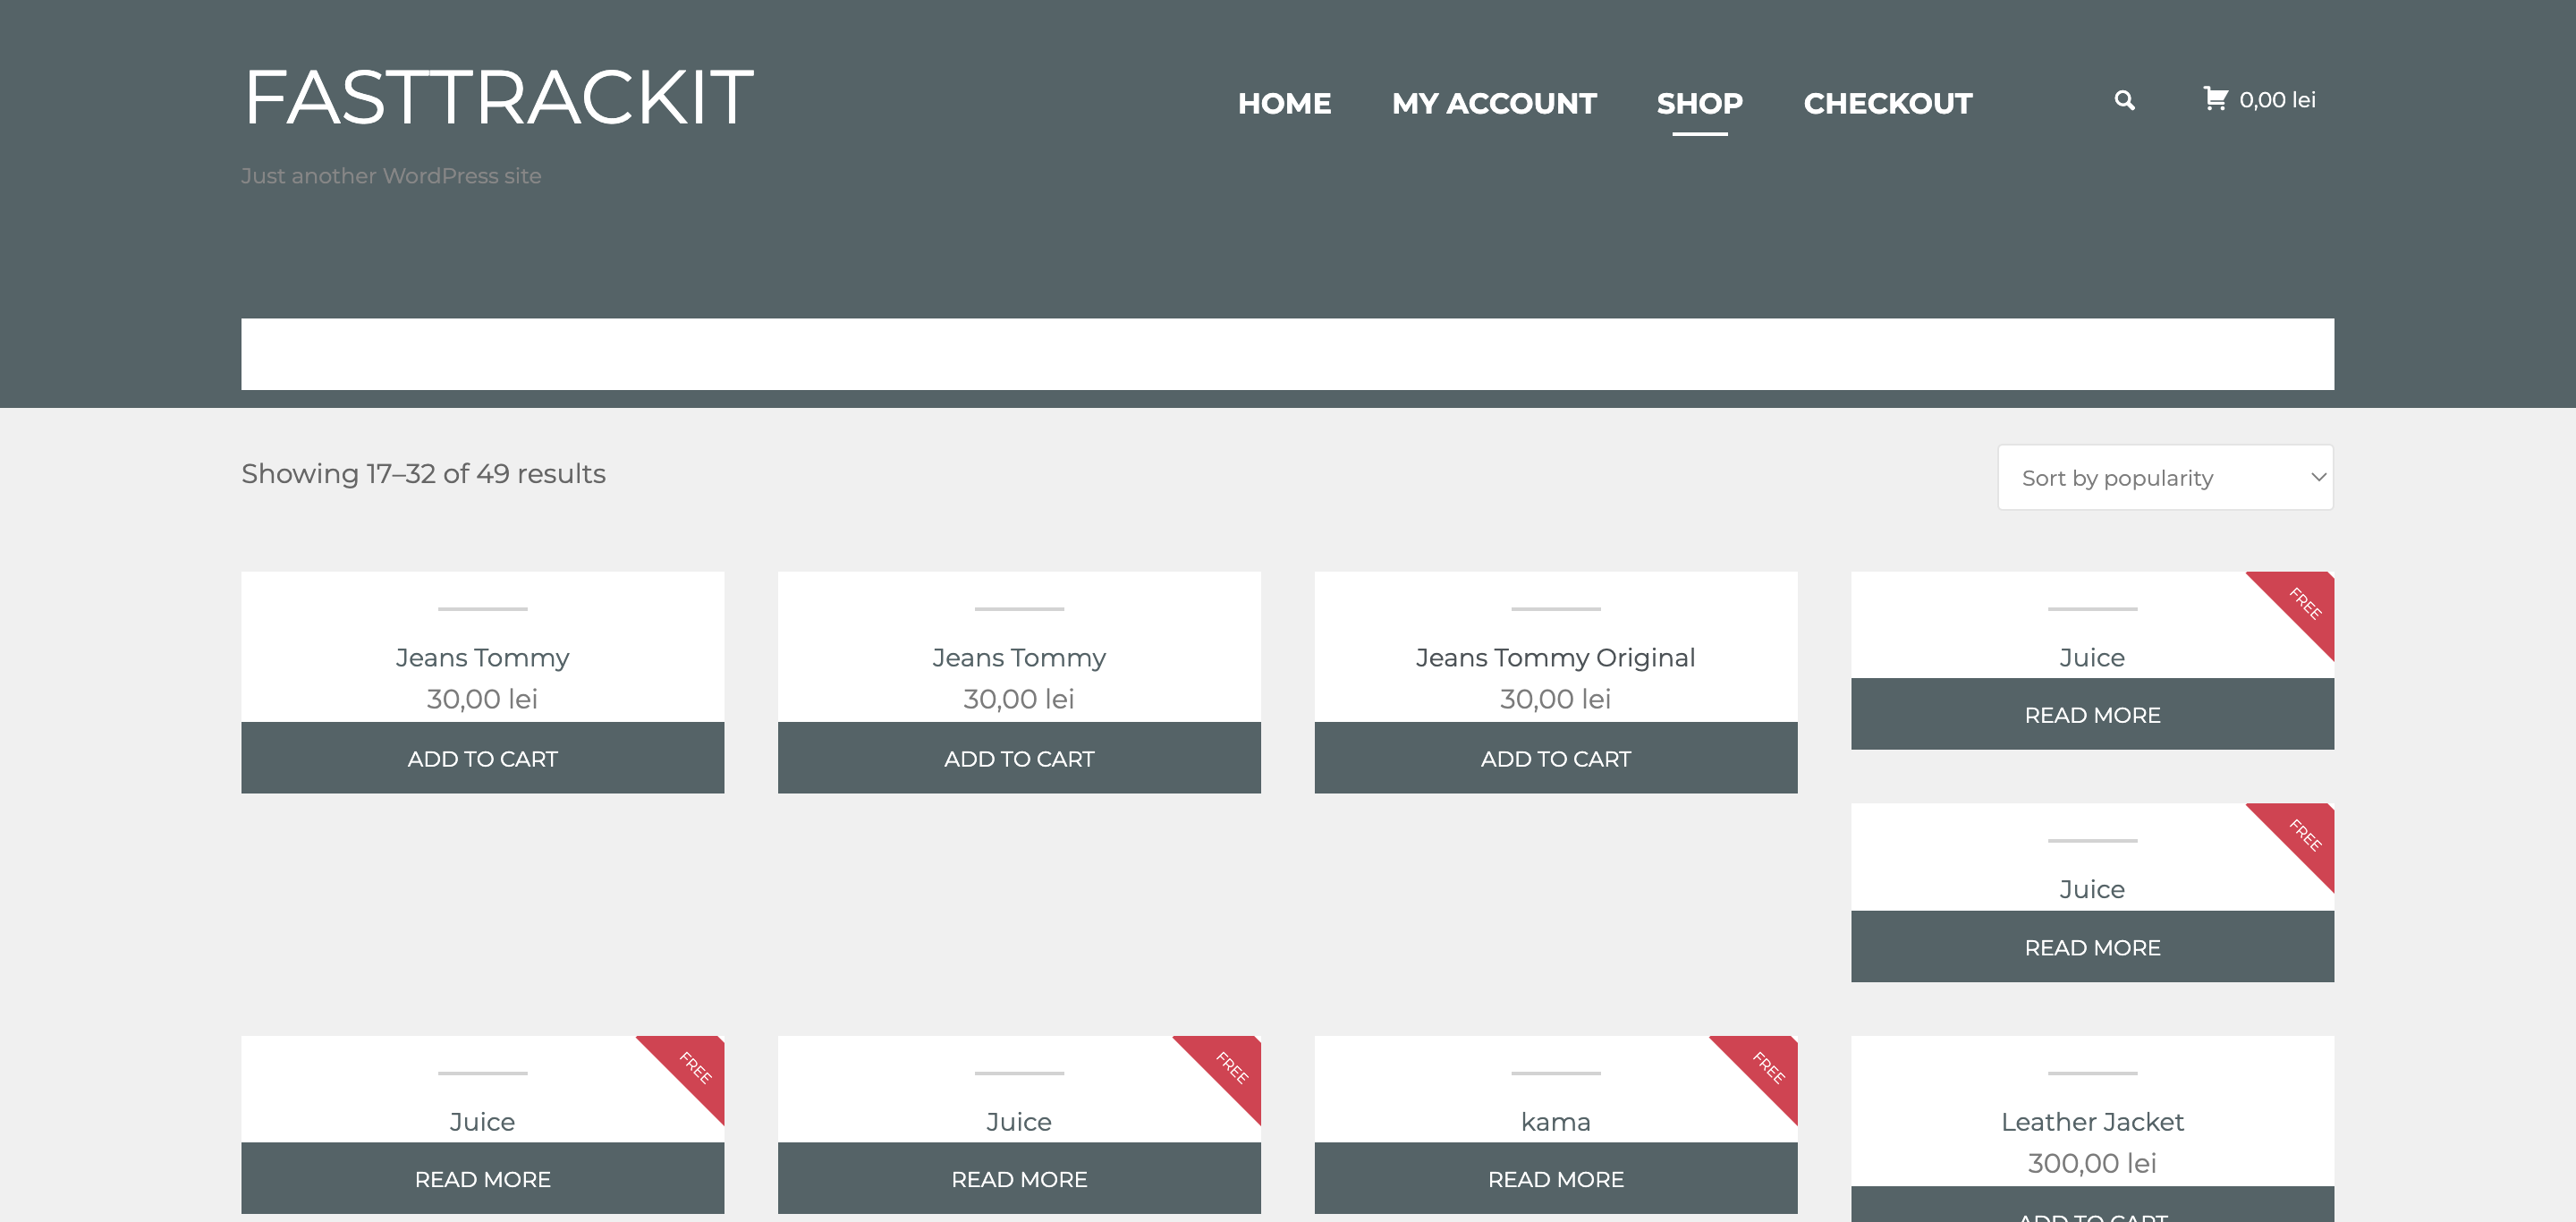 FASTTRACKIT
HOME MY ACCOUNT SHOP CHECKOUT 0,00 lei
Just another WordPress site
Showing 17–32 of 49 results
Sort by popularity
Jeans Tommy
30,00 lei
ADD TO CART
Jeans Tommy
30,00 lei
ADD TO CART
Jeans Tommy Original
30,00 lei
ADD TO CART
FREE
Juice
READ MORE
FREE
Juice
READ MORE
FREE
Juice
READ MORE
FREE
Juice
READ MORE
FREE
kama
READ MORE
Leather Jacket
300,00 lei
ADD TO CART